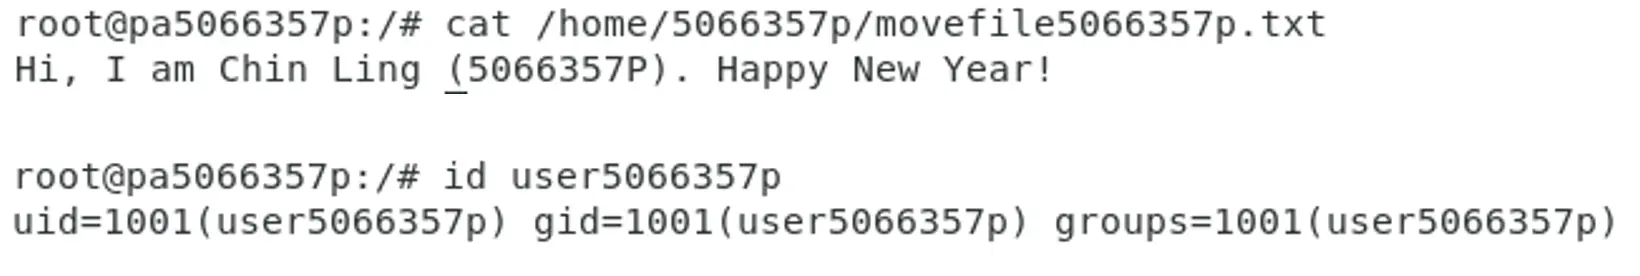 root@pa5066357p:/# cat /home/5066357p/movefile5066357p.txt
Hi, I am Chin Ling (5066357P). Happy New Year!
root@pa5066357p:/# id user5066357p
uid=1001(user5066357p) gid=1001(user5066357p) groups=1001(user5066357p)